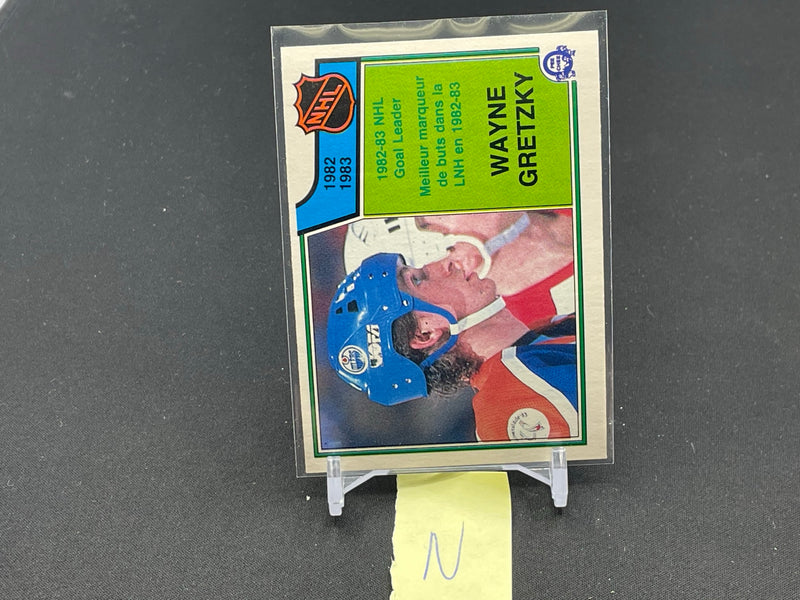 NHL
1982
1983
1982-83 NHL
Goal Leader
Meilleur marqueur
de buts dans la
LNH en 1982-83
WAYNE
GRETZKY
JOFA
N